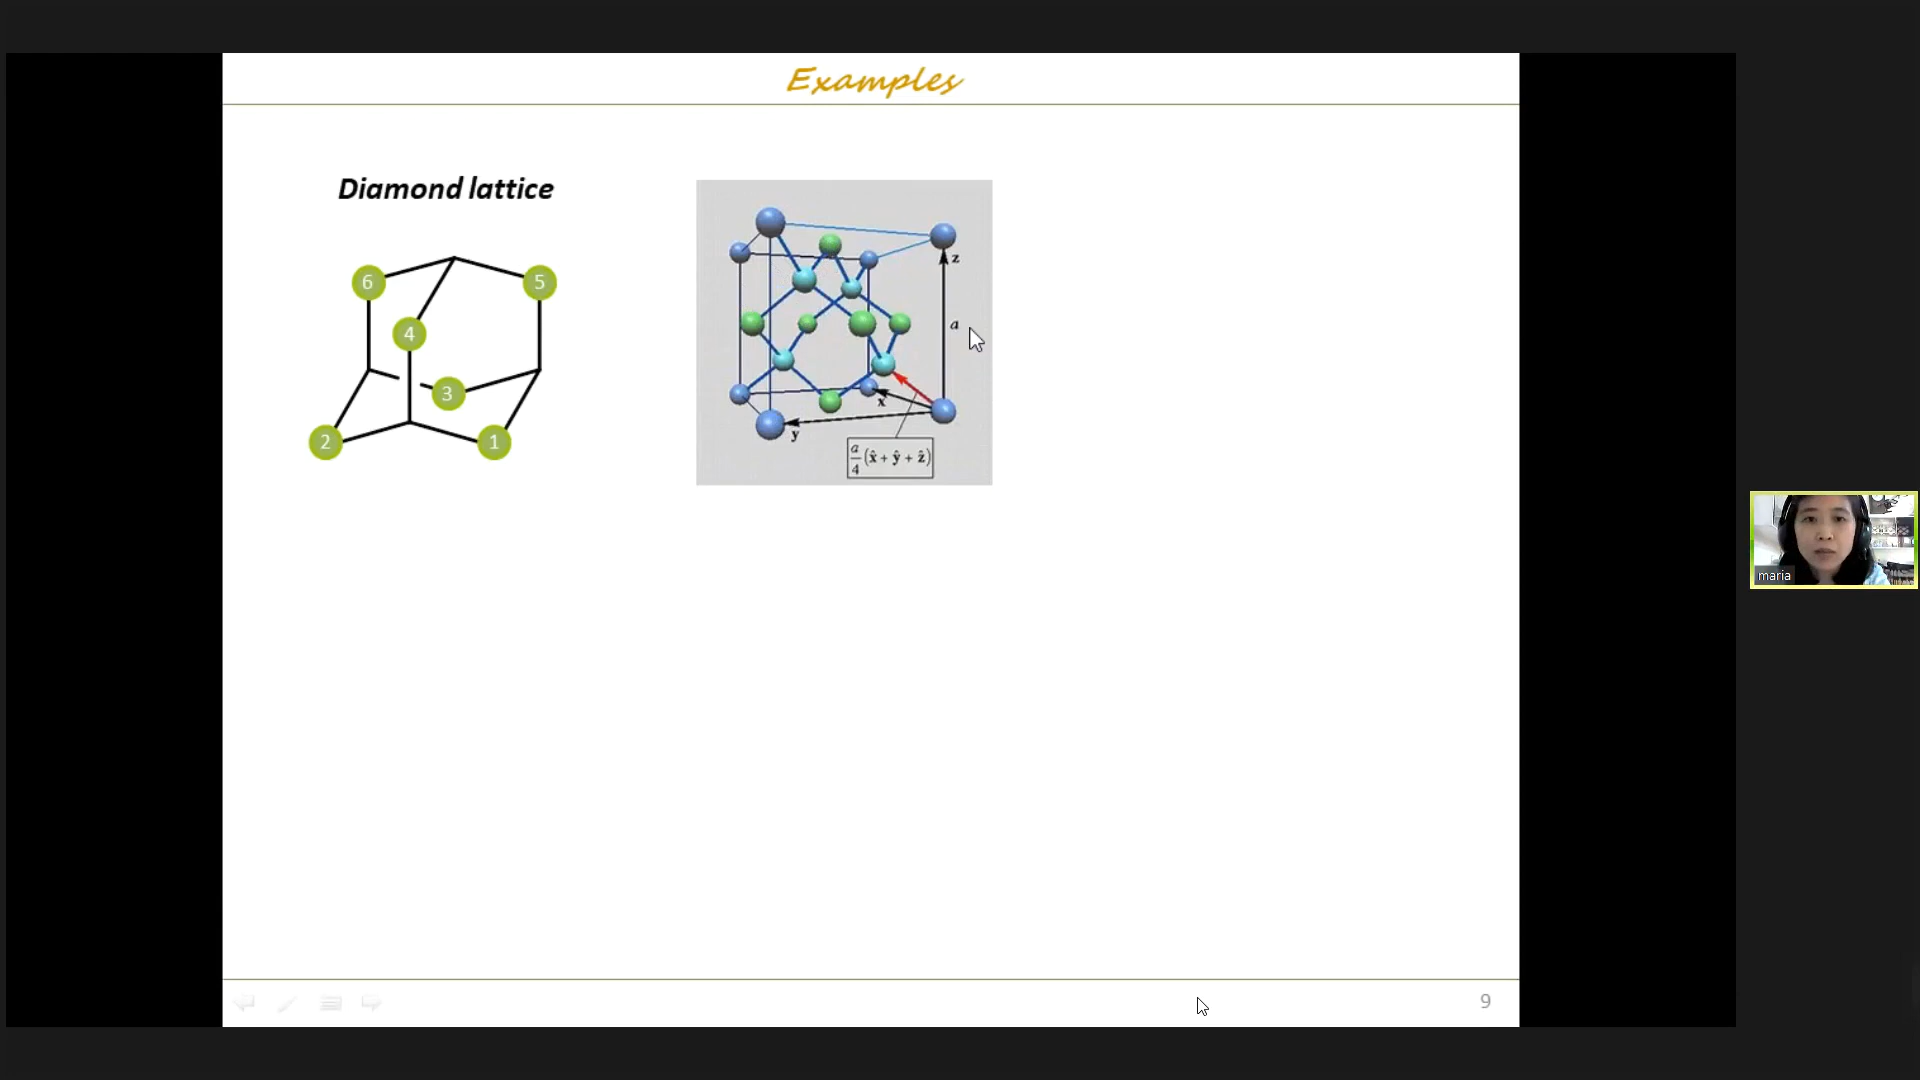 Examples
Diamond lattice
6
5
4
3
2
1
z
a
x
y
a/4 (x̂ + ŷ + ẑ)
maria
9